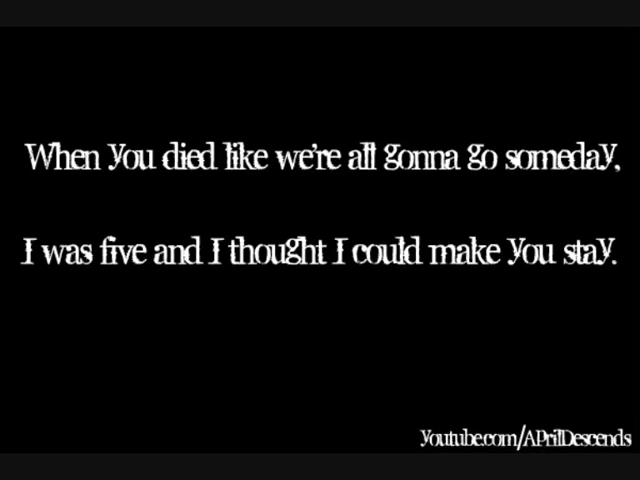 When you died like we're all gonna go someday,
I was five and I thought I could make you stay.
Youtube.com/APrilDescends